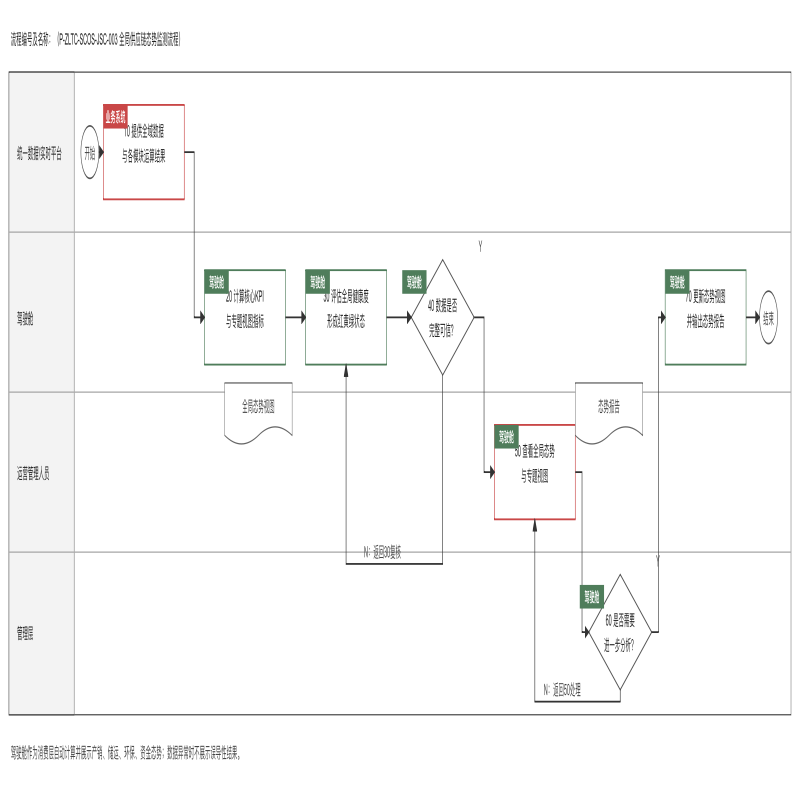 流程编号及名称： (P-ZLTC-SCOS-JSC-003 全局供应链态势监测流程)
统一数据/实时平台
开始
业务系统
10 提供全域数据
与各模块运算结果
驾驶舱
驾驶舱
20 计算核心KPI
与专题视图指标
驾驶舱
30 评估全局健康度
形成红黄绿状态
驾驶舱
40 数据是否
完整可信?
Y
驾驶舱
70 更新态势视图
并输出态势报告
结束
全局态势视图
态势报告
运营管理人员
驾驶舱
50 查看全局态势
与专题视图
N：返回30复核
Y
管理层
驾驶舱
60 是否需要
进一步分析?
N：返回50处理
驾驶舱作为消费层自动计算并展示产销、储运、环保、资金态势；数据异常时不展示误导性结果。